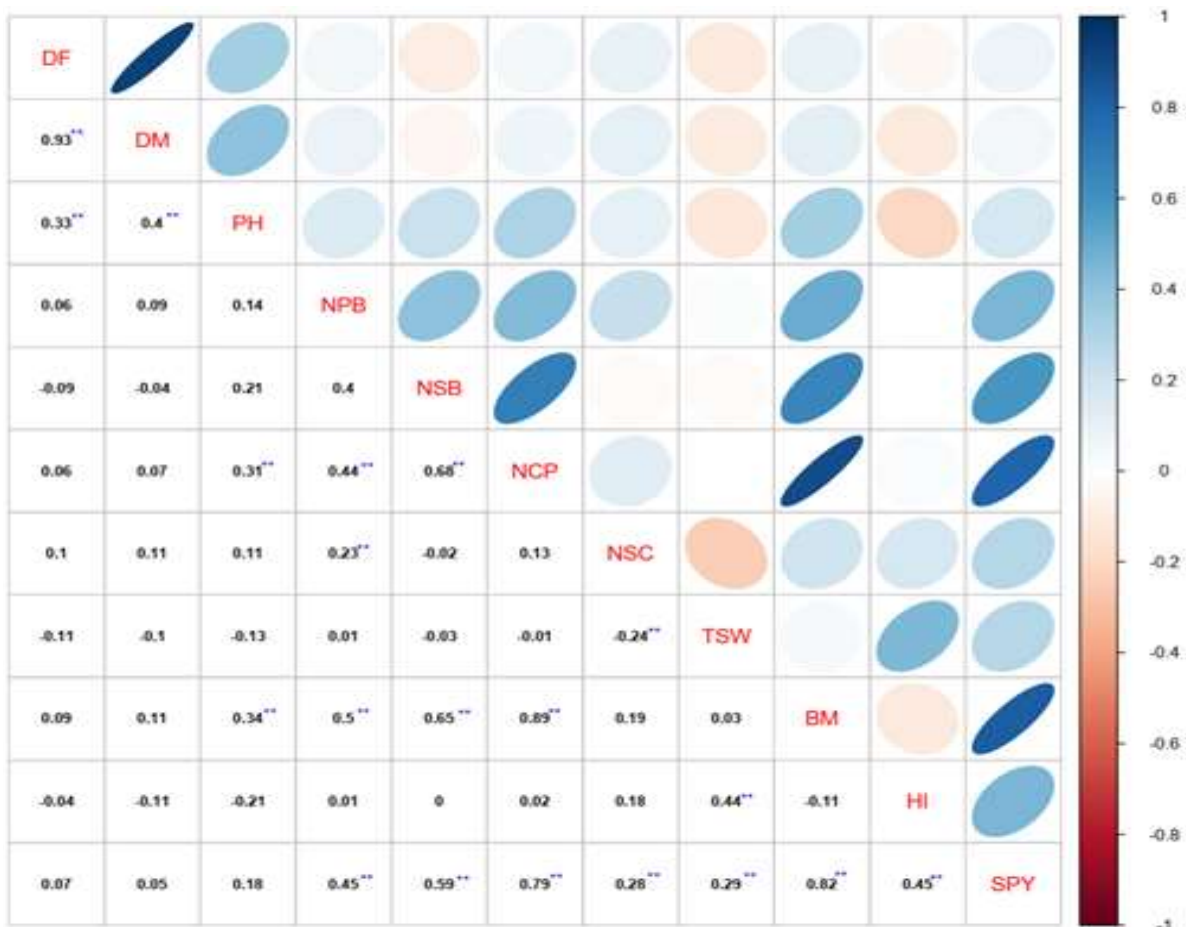 DF
0.93** DM
0.33** 0.4** PH
0.06 0.09 0.14 NPB
-0.09 -0.04 0.21 0.4 NSB
0.06 0.07 0.31** 0.44** 0.68** NCP
0.1 0.11 0.11 0.23** -0.02 0.13 NSC
-0.11 -0.1 -0.13 0.01 -0.03 -0.01 -0.24** TSW
0.09 0.11 0.34** 0.5** 0.65** 0.89** 0.19 0.03 BM
-0.04 -0.11 -0.21 0.01 0 0.02 0.18 0.44** -0.11 HI
0.07 0.05 0.18 0.45** 0.59** 0.79** 0.28** 0.29** 0.82** 0.45** SPY
1
0.8
0.6
0.4
0.2
0
-0.2
-0.4
-0.6
-0.8
-1